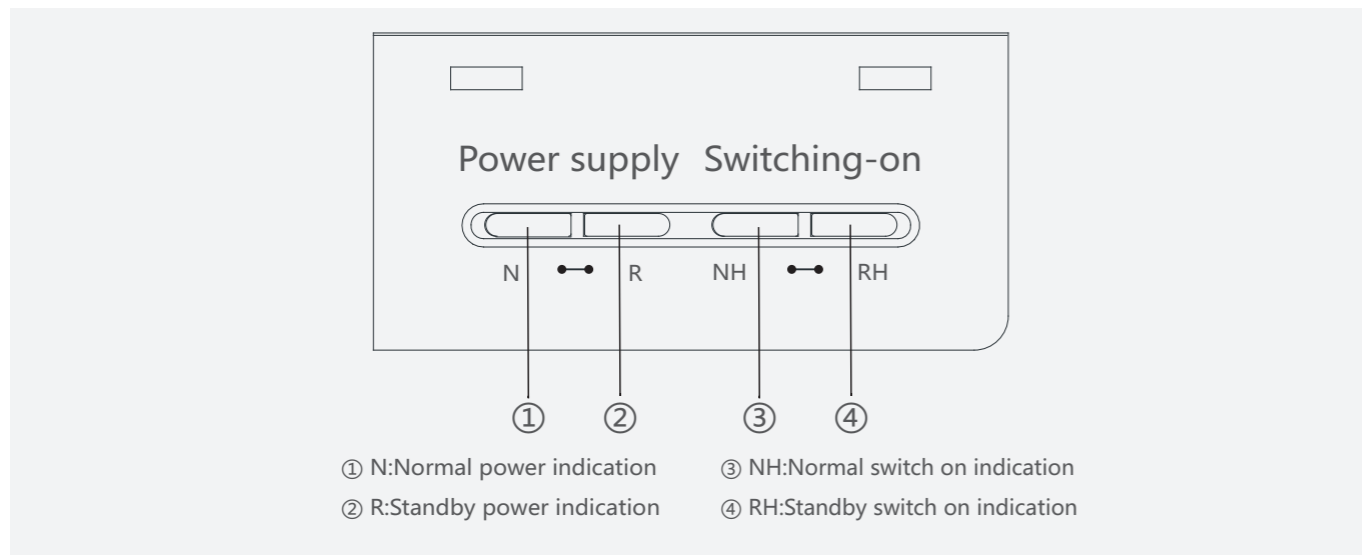 Power supply Switching-on
N R NH RH
① ② ③ ④
① N:Normal power indication
② R:Standby power indication
③ NH:Normal switch on indication
④ RH:Standby switch on indication